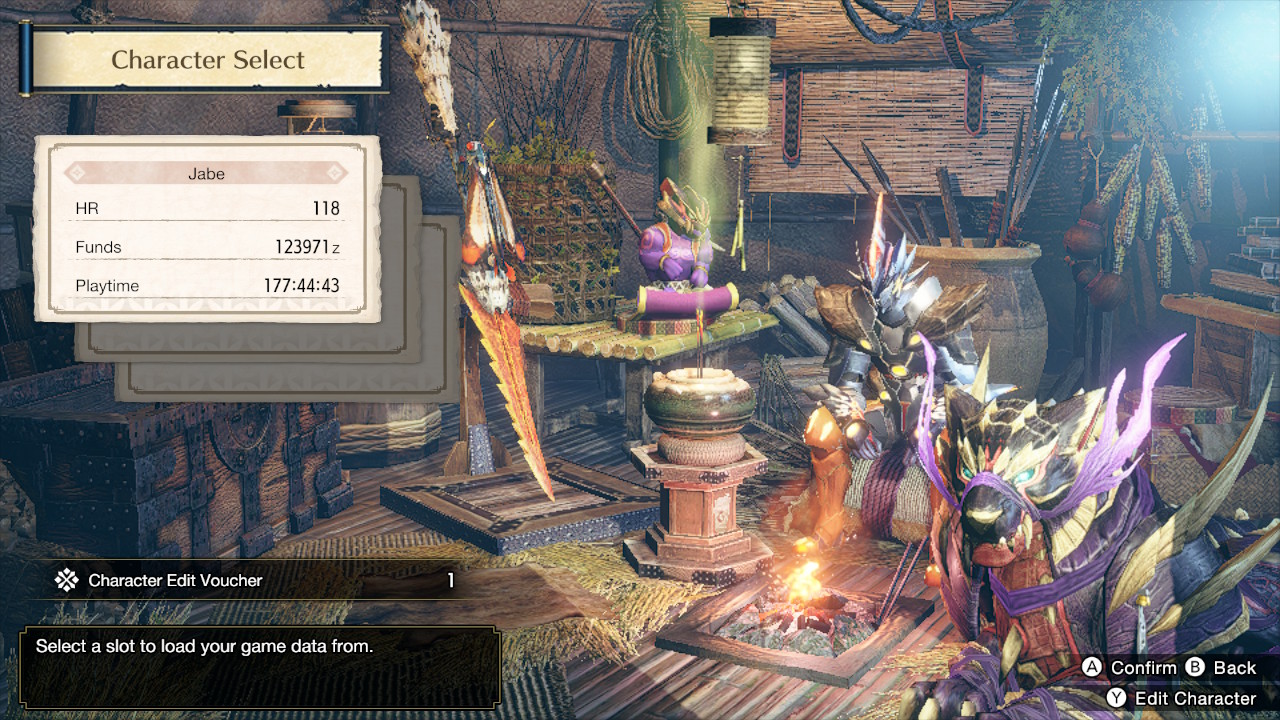 Character Select
Jabe
HR 118
Funds 123971z
Playtime 177:44:43
Character Edit Voucher 1
Select a slot to load your game data from.
A Confirm B Back
Y Edit Character